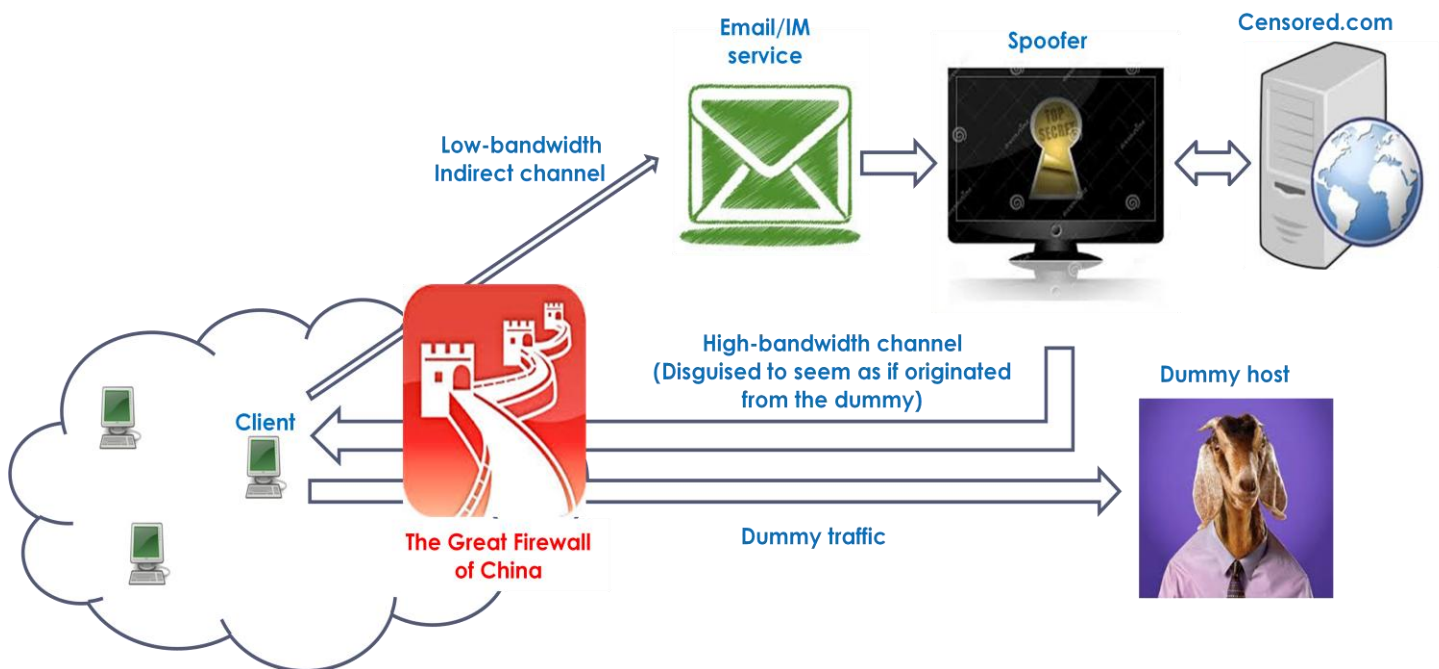 Censored.com
Email/IM
service
Spoofer
TOP
SECRET
Low-bandwidth
Indirect channel
High-bandwidth channel
(Disguised to seem as if originated
from the dummy)
Dummy host
Client
Dummy traffic
The Great Firewall
of China